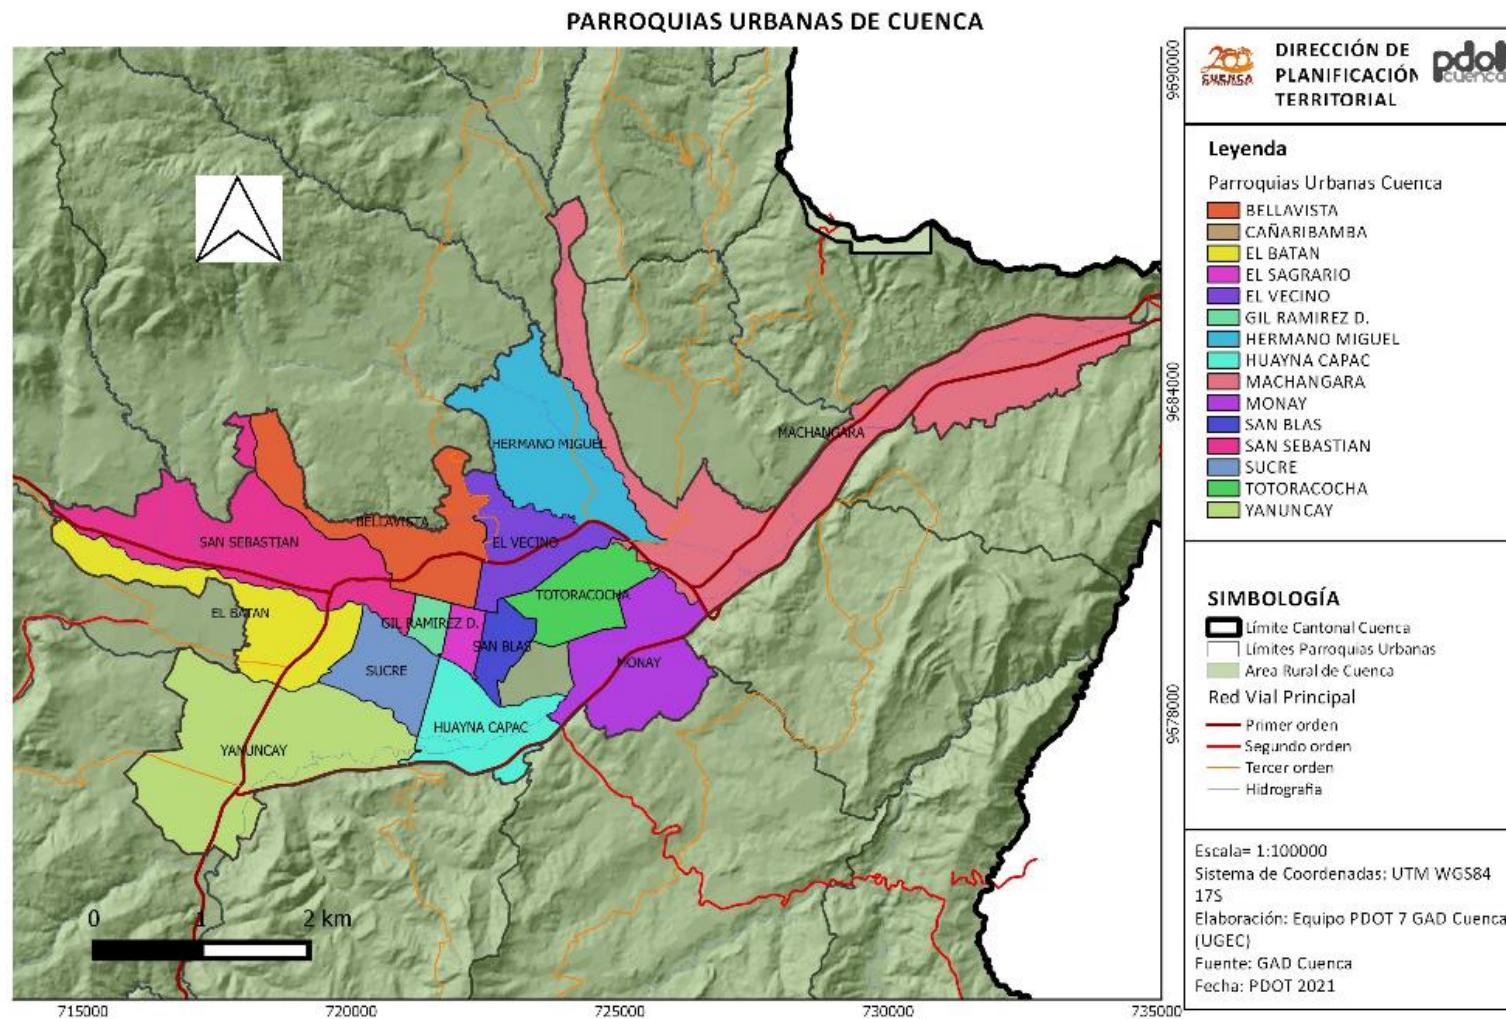 PARROQUIAS URBANAS DE CUENCA
200
CUENCA
DIRECCIÓN DE
PLANIFICACIÓN
TERRITORIAL
pdot
cuenca
Leyenda
Parroquias Urbanas Cuenca
BELLAVISTA
CAÑARIBAMBA
EL BATAN
EL SAGRARIO
EL VECINO
GIL RAMIREZ D.
HERMANO MIGUEL
HUAYNA CAPAC
MACHANGARA
MONAY
SAN BLAS
SAN SEBASTIAN
SUCRE
TOTORACOCHA
YANUNCAY
SIMBOLOGÍA
Límite Cantonal Cuenca
Límites Parroquias Urbanas
Area Rural de Cuenca
Red Vial Principal
Primer orden
Segundo orden
Tercer orden
Hidrografia
Escala= 1:100000
Sistema de Coordenadas: UTM WGS84
17S
Elaboración: Equipo PDOT 7 GAD Cuenca
(UGEC)
Fuente: GAD Cuenca
Fecha: PDOT 2021
MACHANGARA
HERMANO MIGUEL
BELLAVISTA
SAN SEBASTIAN
EL VECINO
TOTORACOCHA
EL BATAN
GIL RAMIREZ D.
SAN BLAS
SUCRE
MONAY
HUAYNA CAPAC
YANUNCAY
0 1 2 km
9690000
9684000
9678000
715000 720000 725000 730000 735000